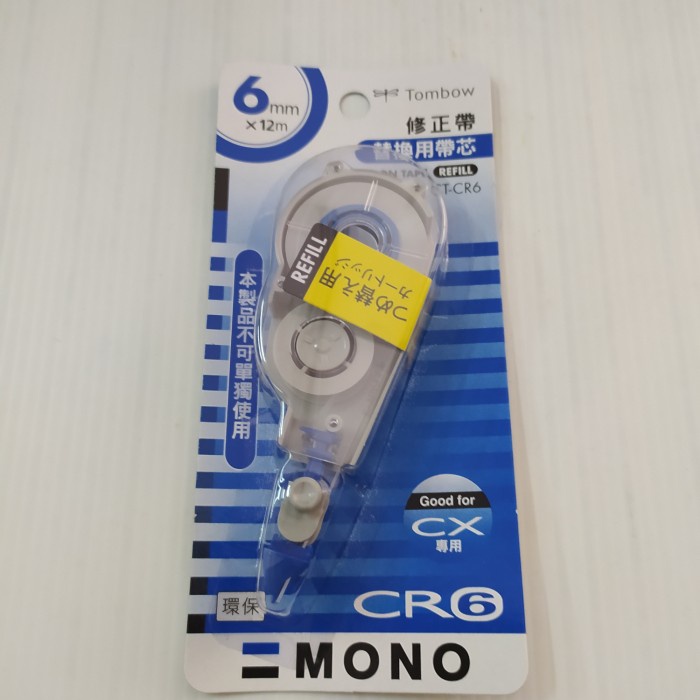 6mm
×12m
Tombow
修正帶
替換用帶芯
REFILL
CT-CR6
REFILL
つめ替え用
カートリッジ
本製品不可單獨使用
Good for
CX
專用
環保
CR6
MONO